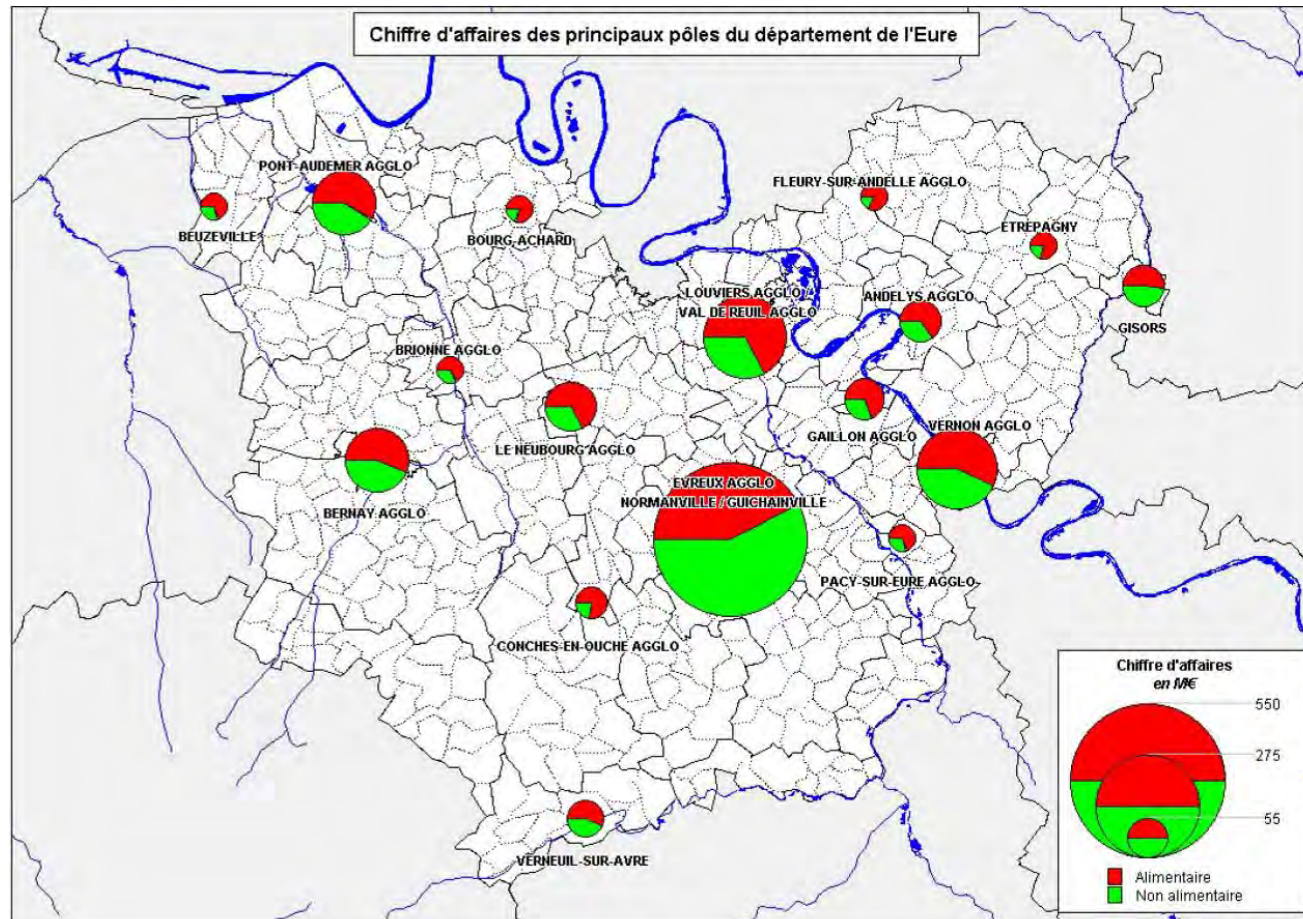 Chiffre d'affaires des principaux pôles du département de l'Eure
PONT-AUDEMER AGGLO
FLEURY-SUR-ANDELLE AGGLO
BEUZEVILLE
BOURG-ACHARD
ETREPAGNY
LOUVIERS AGGLO /
VAL DE REUIL AGGLO
ANDELYS AGGLO
GISORS
BRIONNE AGGLO
LE NEUBOURG AGGLO
GAILLON AGGLO
VERNON AGGLO
BERNAY AGGLO
EVREUX AGGLO
NORMANVILLE / GUICHAINVILLE
PACY-SUR-EURE AGGLO
CONCHES-EN-OUCHE AGGLO
VERNEUIL-SUR-AVRE
Chiffre d'affaires
en M€
550
275
55
Alimentaire
Non alimentaire